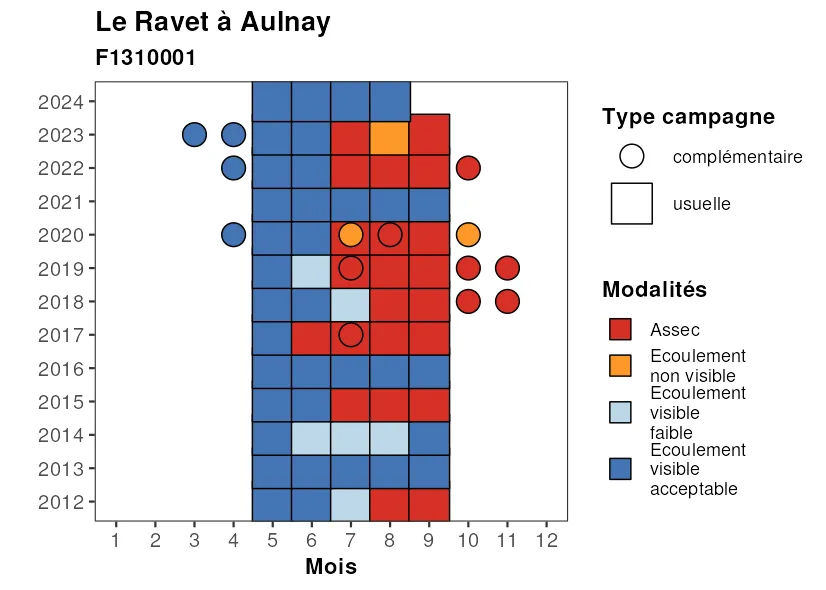 Le Ravet à Aulnay
F1310001
2024
2023
2022
2021
2020
2019
2018
2017
2016
2015
2014
2013
2012
1 2 3 4 5 6 7 8 9 10 11 12
Mois
Type campagne
complémentaire
usuelle
Modalités
Assec
Ecoulement
non visible
Ecoulement
visible
faible
Ecoulement
visible
acceptable